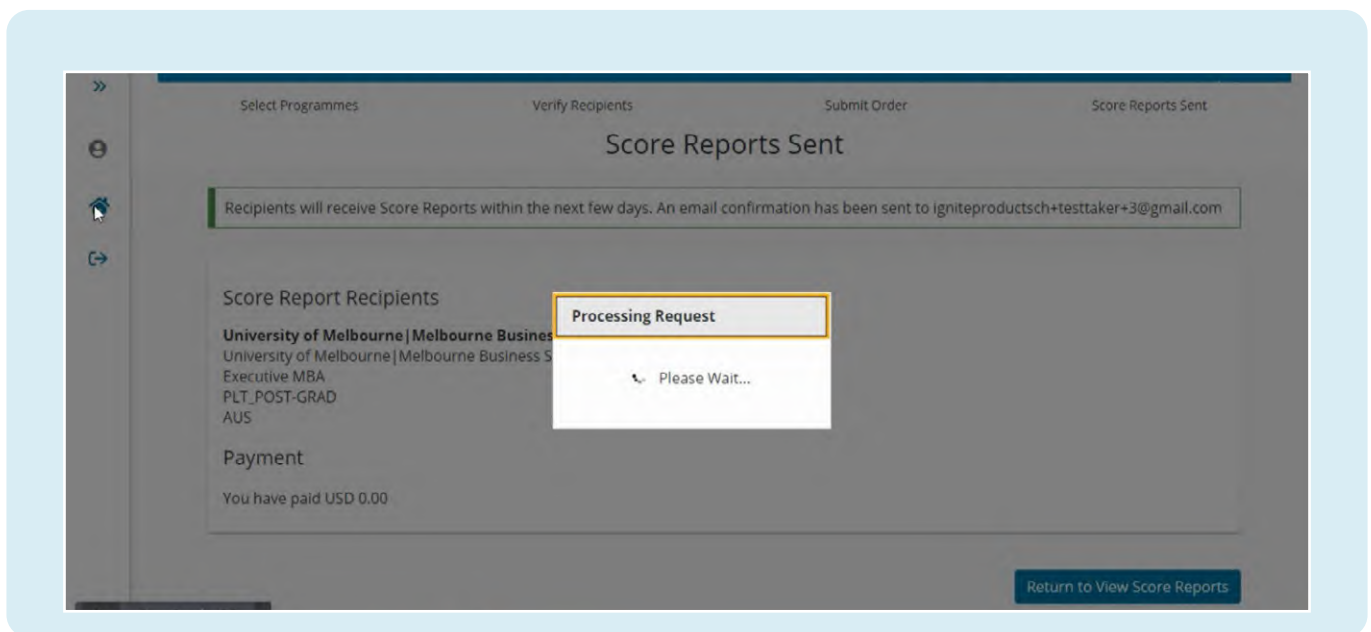 Select Programmes Verify Recipients Submit Order Score Reports Sent
Score Reports Sent
Recipients will receive Score Reports within the next few days. An email confirmation has been sent to igniteproductsch+testtaker+3@gmail.com
Score Report Recipients
University of Melbourne|Melbourne Busines
University of Melbourne|Melbourne Business S
Executive MBA
PLT_POST-GRAD
AUS
Processing Request
Please Wait...
Payment
You have paid USD 0.00
Return to View Score Reports